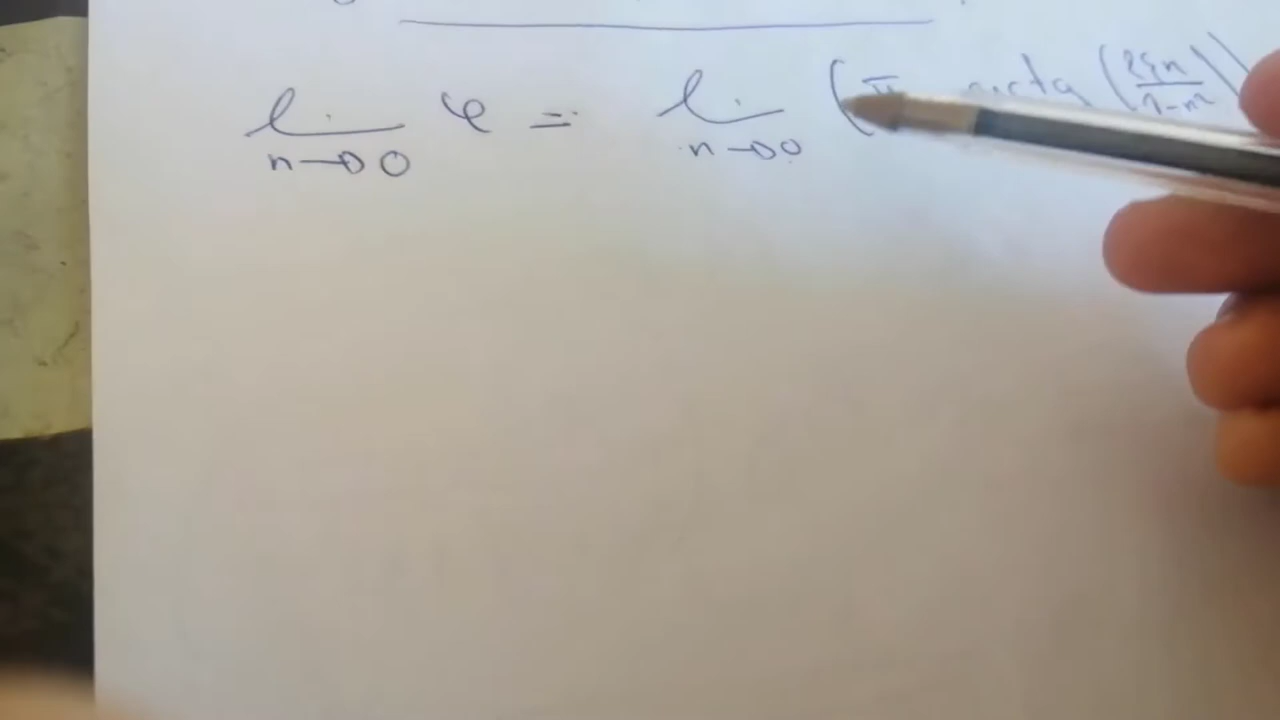 lim φ = lim (π arctg (2ξn / 1-n²))
n→0 n→0